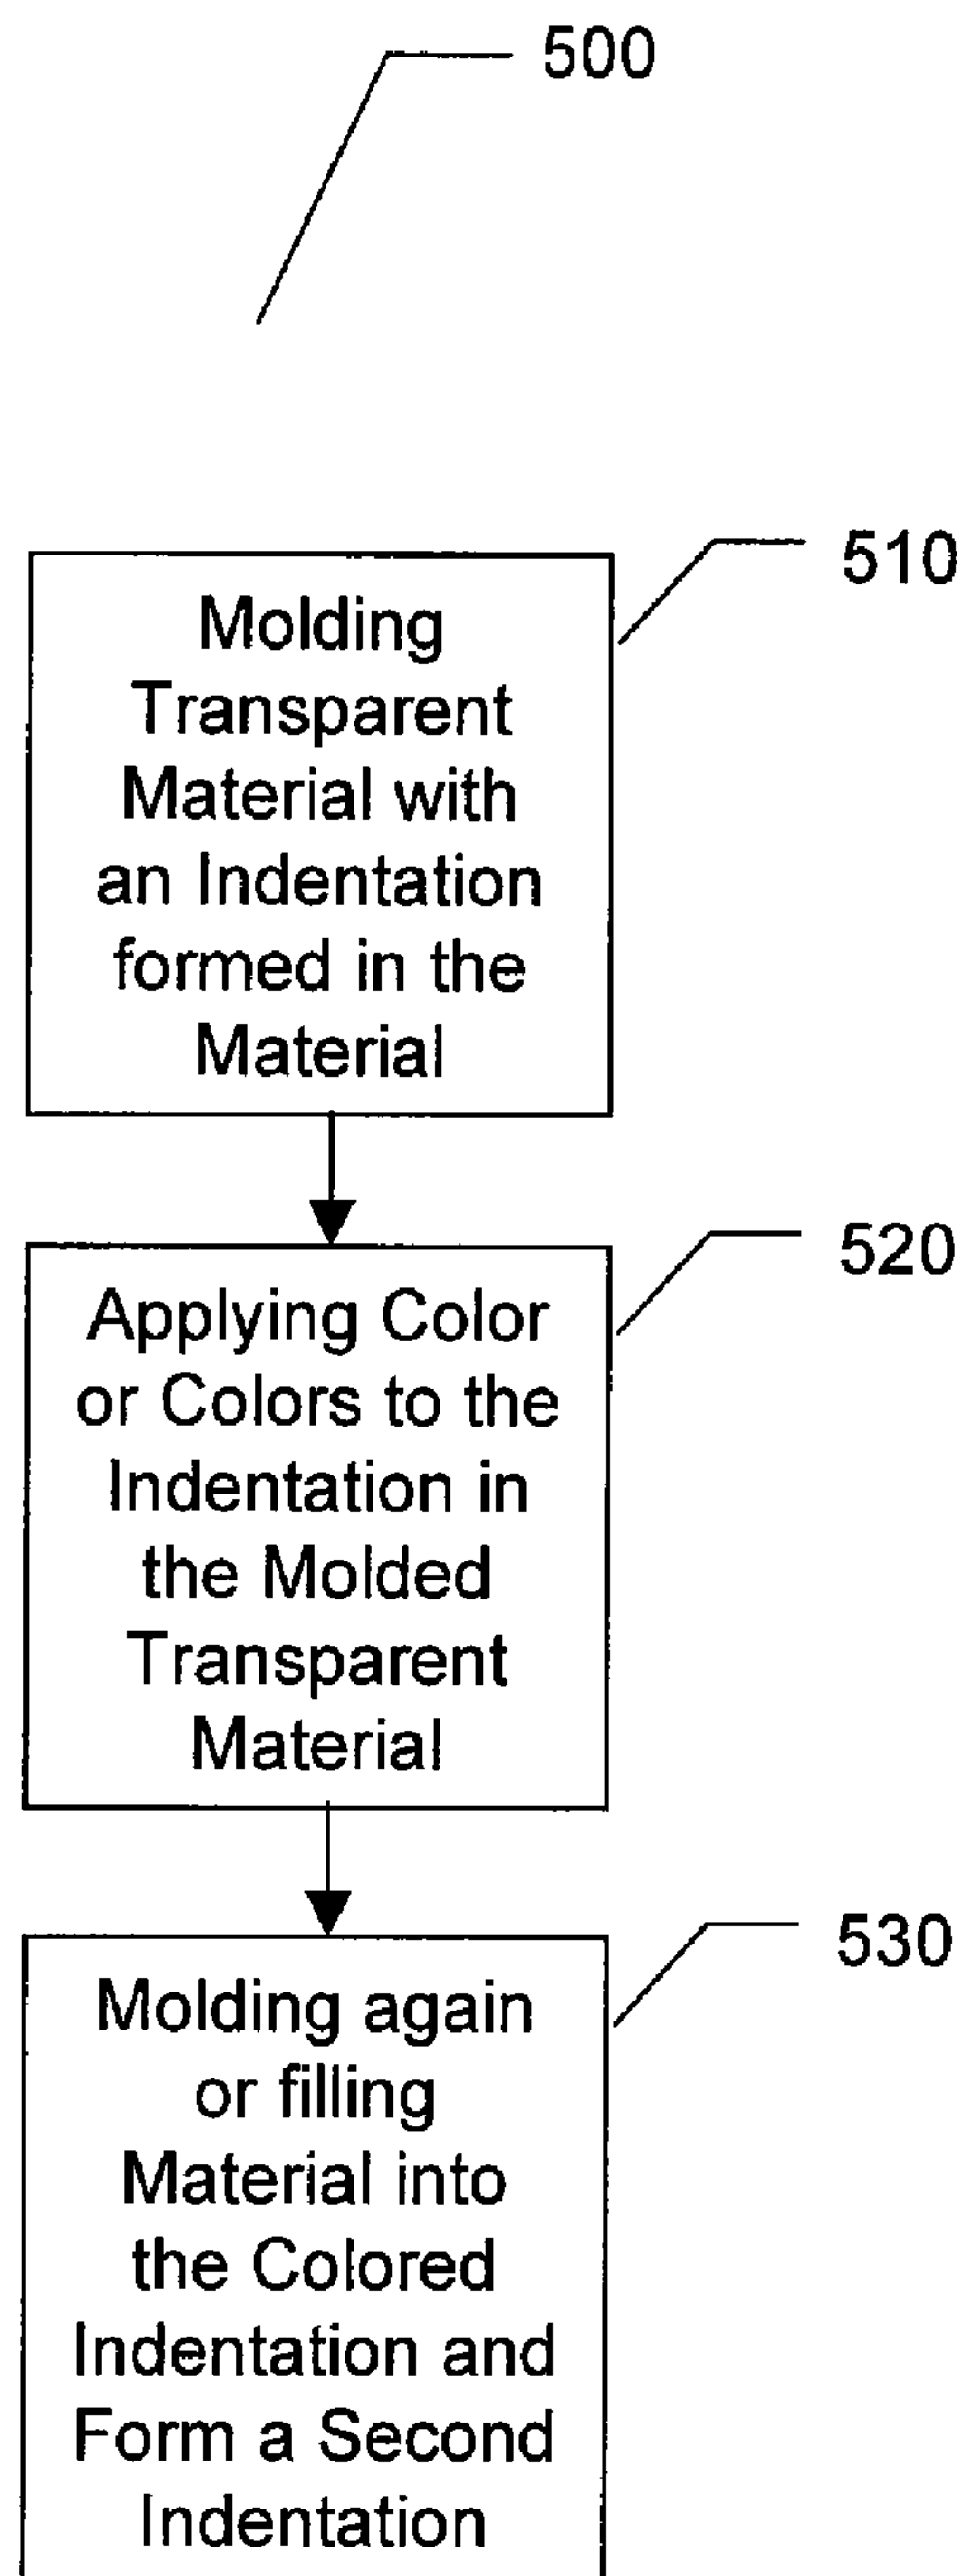 500
510
Molding
Transparent
Material with
an Indentation
formed in the
Material
520
Applying Color
or Colors to the
Indentation in
the Molded
Transparent
Material
530
Molding again
or filling
Material into
the Colored
Indentation and
Form a Second
Indentation